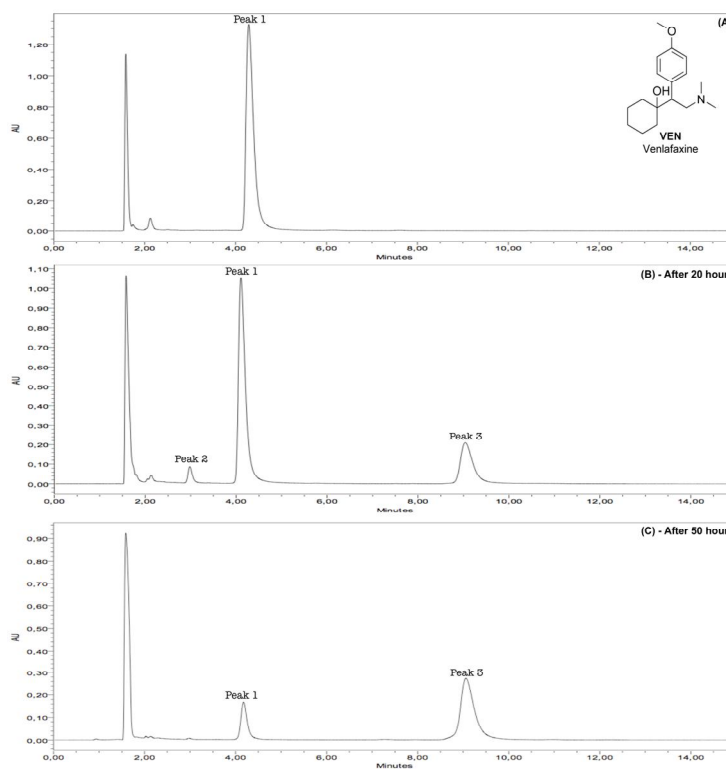 Peak 1
(A
1,20
1,00
0,80
0,60
0,40
0,20
0,00
AU
0,00 2,00 4,00 6,00 8,00 10,00 12,00 14,00
Minutes
O
OH
N
VEN
Venlafaxine
(B) - After 20 hour
1,10
1,00
0,90
0,80
0,70
0,60
0,50
0,40
0,30
0,20
0,10
0,00
AU
Peak 1
Peak 2
Peak 3
0,00 2,00 4,00 6,00 8,00 10,00 12,00 14,00
Minutes
(C) - After 50 hour
0,90
0,80
0,70
0,60
0,50
0,40
0,30
0,20
0,10
0,00
AU
Peak 1
Peak 3
0,00 2,00 4,00 6,00 8,00 10,00 12,00 14,00
Minutes